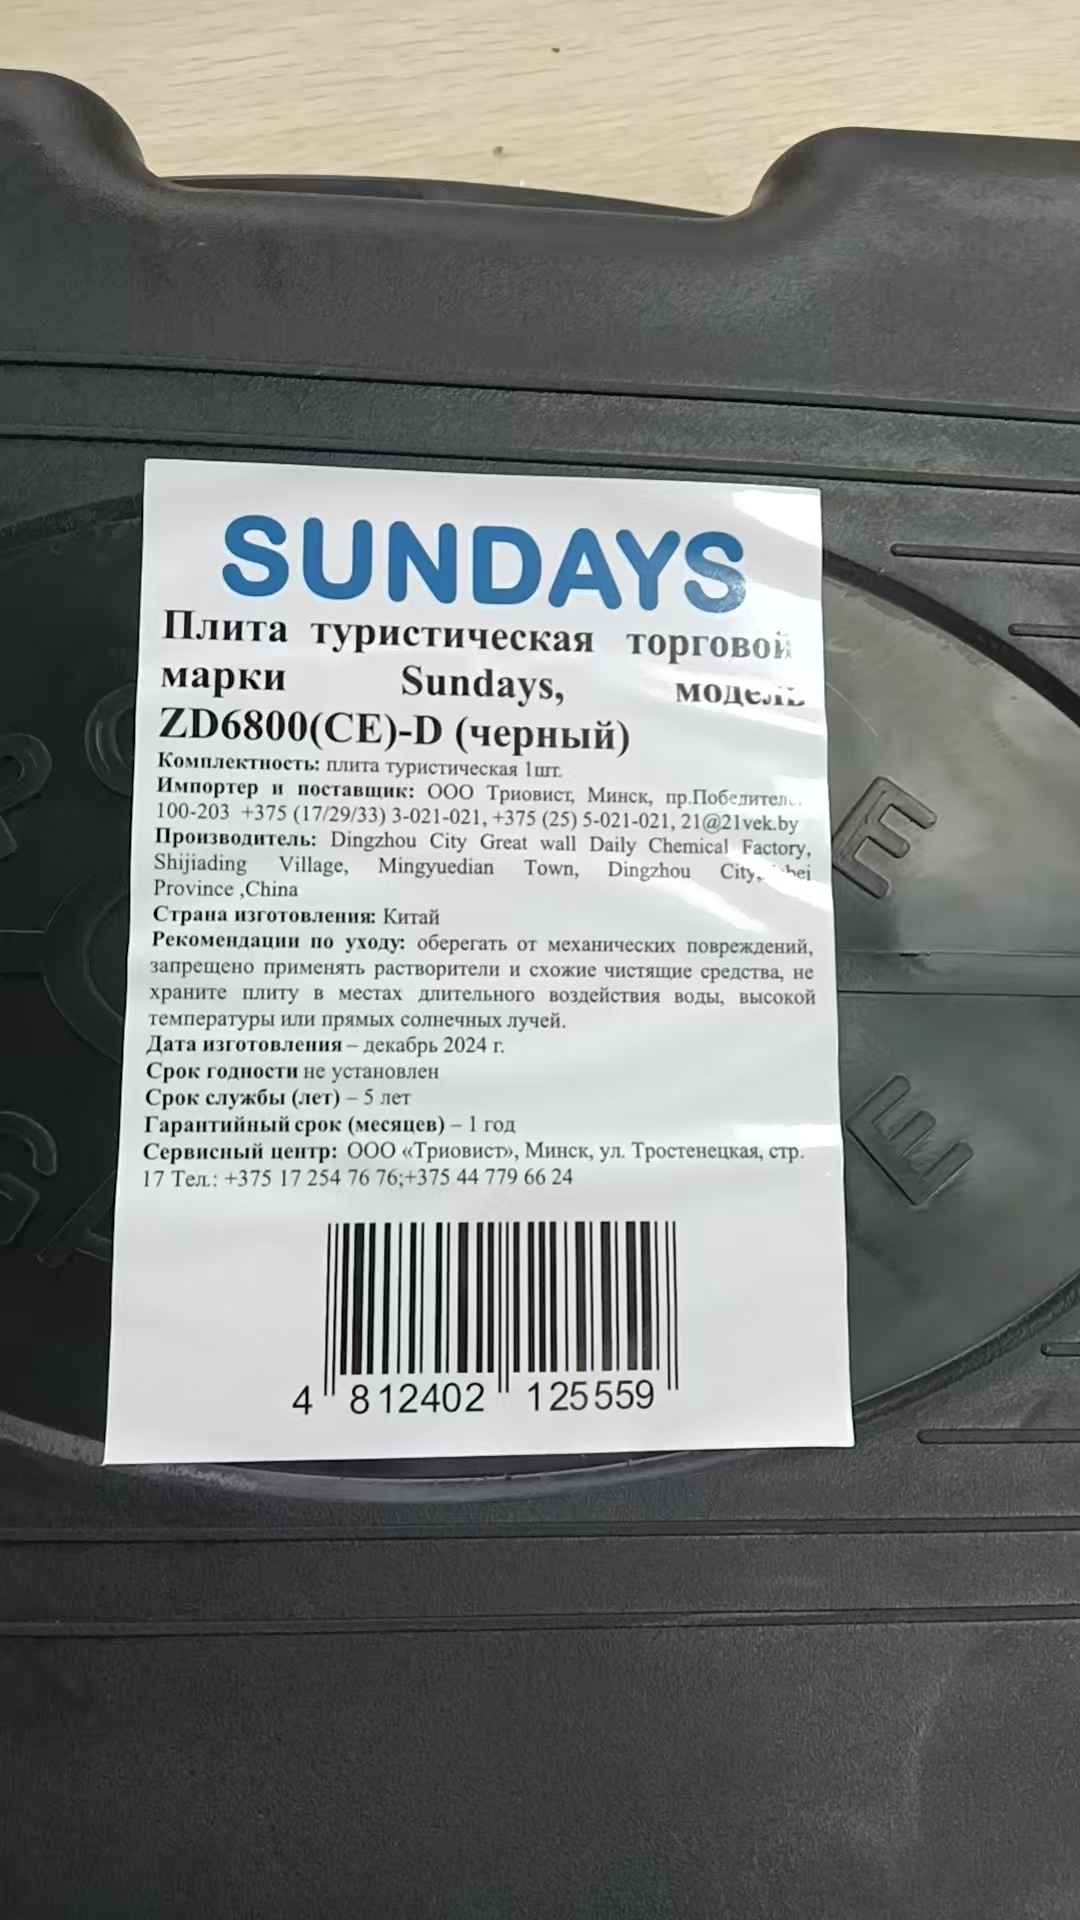 SUNDAYS
Плита туристическая торговой
марки Sundays, модель
ZD6800(CE)-D (черный)
Комплектность: плита туристическая 1шт.
Импортер и поставщик: ООО Триовист, Минск, пр.Победителей
100-203 +375 (17/29/33) 3-021-021, +375 (25) 5-021-021, 21@21vek.by
Производитель: Dingzhou City Great wall Daily Chemical Factory,
Shijiading Village, Mingyuedian Town, Dingzhou City,
Province ,China
Страна изготовления: Китай
Рекомендации по уходу: оберегать от механических повреждений,
запрещено применять растворители и схожие чистящие средства, не
храните плиту в местах длительного воздействия воды, высокой
температуры или прямых солнечных лучей.
Дата изготовления – декабрь 2024 г.
Срок годности не установлен
Срок службы (лет) – 5 лет
Гарантийный срок (месяцев) – 1 год
Сервисный центр: ООО «Триовист», Минск, ул. Тростенецкая, стр.
17 Тел.: +375 17 254 76 76;+375 44 779 66 24
4 812402 125559